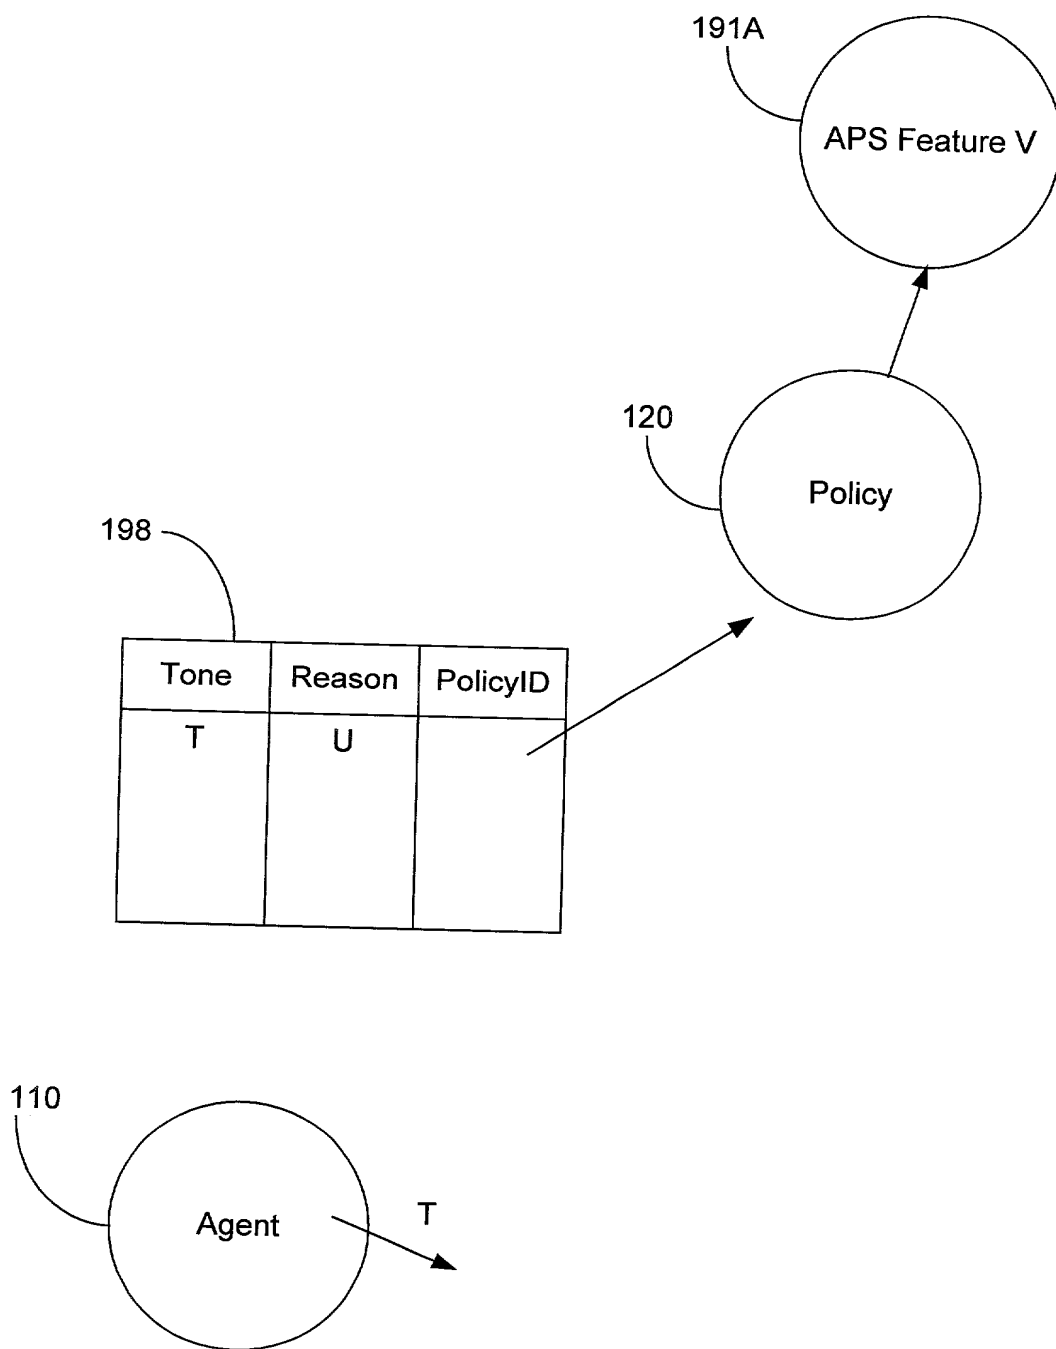 191A
APS Feature V
120
Policy
198
Tone Reason PolicyID
T U
110
Agent
T